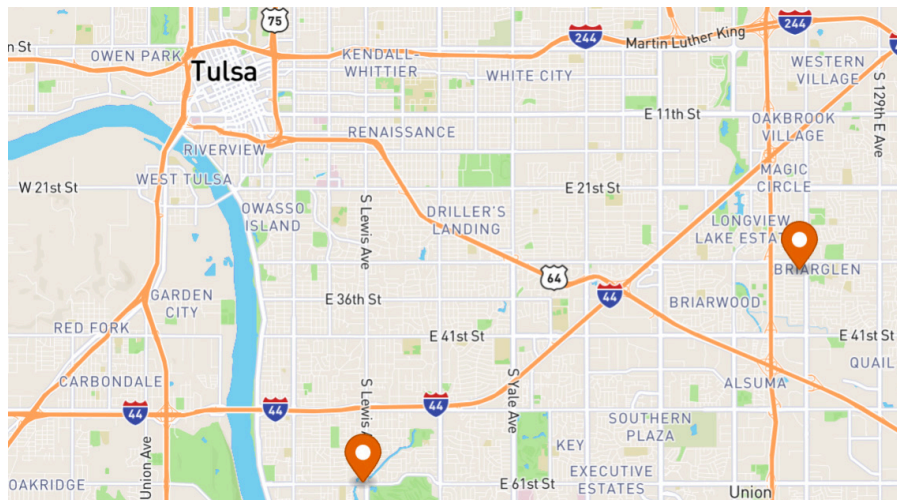 75
244
244
n St
OWEN PARK
Martin Luther King
KENDALL-
WHITTIER
Tulsa
WHITE CITY
WESTERN
VILLAGE
S 129th E Ave
E 11th St
RENAISSANCE
OAKBROOK
VILLAGE
RIVERVIEW
WEST TULSA
MAGIC
CIRCLE
W 21st St
E 21st St
S Lewis Ave
OWASSO
ISLAND
DRILLER'S
LANDING
LONGVIEW
LAKE ESTAT
BRIARGLEN
64
44
GARDEN
CITY
E 36th St
BRIARWOOD
RED FORK
E 41st St
E 41st St
QUAIL
CARBONDALE
S Lewis A
S Yale Ave
ALSUMA
44
44
44
SOUTHERN
PLAZA
Union Ave
KEY
OAKRIDGE
E 61st St
EXECUTIVE
ESTATES
Union